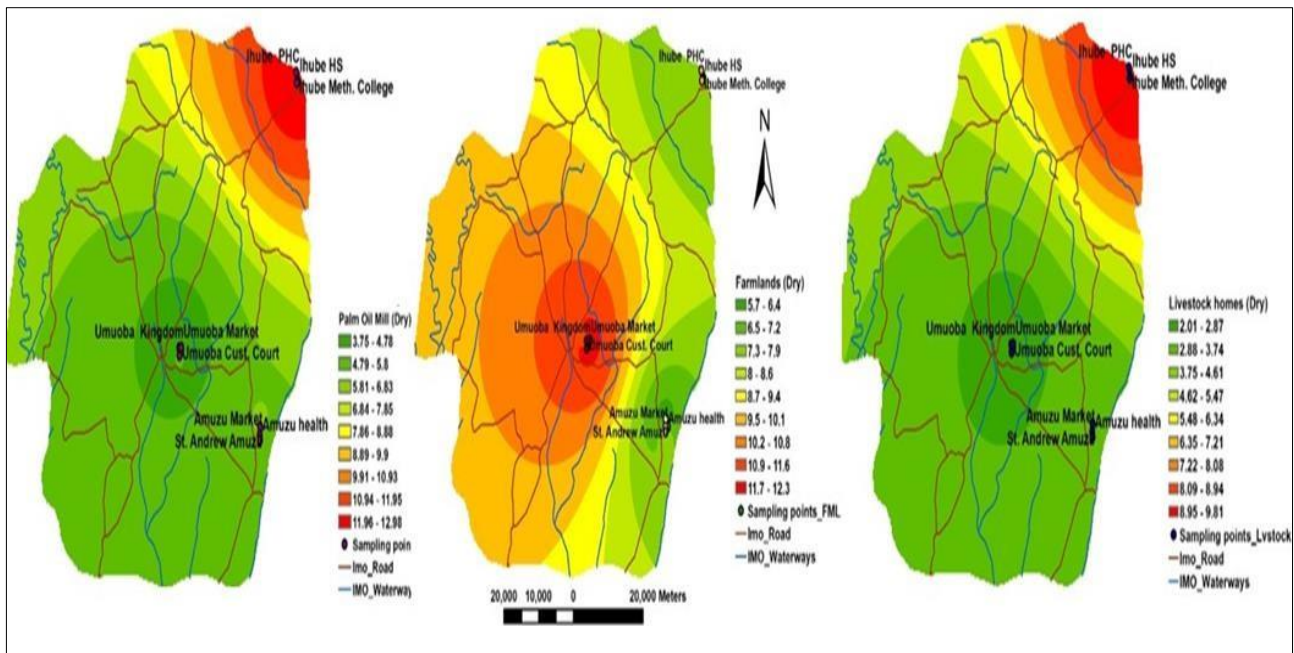 Ihube PHC
Ihube HS
Ihube Meth. College
Umuoba Kingdom Umuoba Market
Umuoba Cust. Court
Amuzu Market
Amuzu health
St. Andrew Amuz
Palm Oil Mill (Dry)
3.75 - 4.78
4.79 - 5.8
5.81 - 6.83
6.84 - 7.85
7.86 - 8.88
8.89 - 9.9
9.91 - 10.93
10.94 - 11.95
11.96 - 12.98
Sampling poin
Imo_Road
IMO_Waterway
Ihube PHC
Ihube HS
Ihube Meth. College
N
Umuoba Kingdom Umuoba Market
Umuoba Cust. Court
Amuzu Market
Amuzu health
St. Andrew Amuz
Farmlands (Dry)
5.7 - 6.4
6.5 - 7.2
7.3 - 7.9
8 - 8.6
8.7 - 9.4
9.5 - 10.1
10.2 - 10.8
10.9 - 11.6
11.7 - 12.3
Sampling points_FML
Imo_Road
IMO_Waterways
20,000 10,000 0 20,000 Meters
Ihube PHC
Ihube HS
Ihube Meth. College
Umuoba Kingdom Umuoba Market
Umuoba Cust. Court
Amuzu Market
Amuzu health
St. Andrew Amuz
Livestock homes (Dry)
2.01 - 2.87
2.88 - 3.74
3.75 - 4.61
4.62 - 5.47
5.48 - 6.34
6.35 - 7.21
7.22 - 8.08
8.09 - 8.94
8.95 - 9.81
Sampling points_Lvstock
Imo_Road
IMO_Waterways